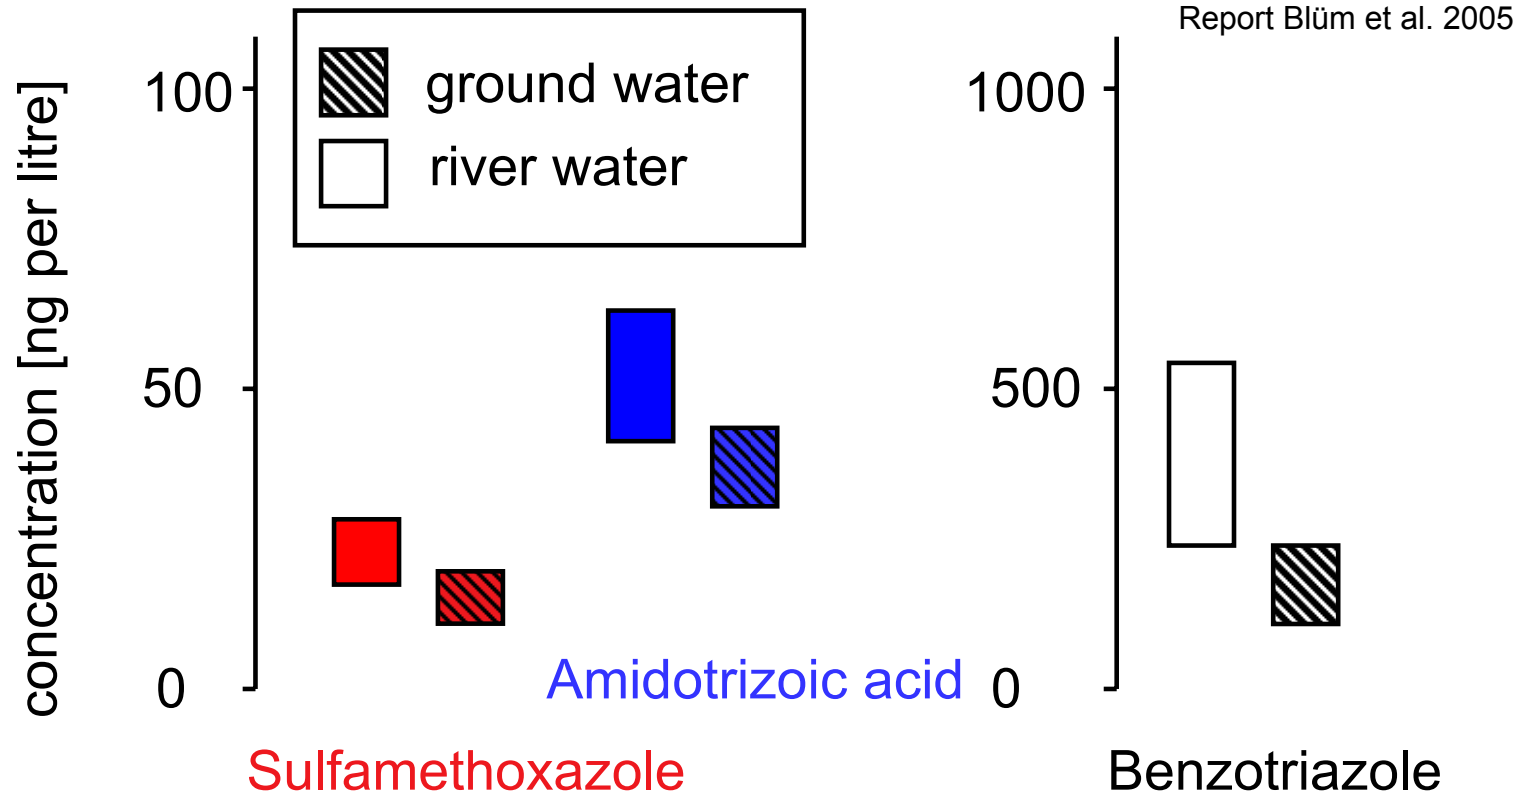 Report Blüm et al. 2005
concentration [ng per litre]
100
50
0
ground water
river water
1000
500
0
Amidotrizoic acid
Sulfamethoxazole
Benzotriazole